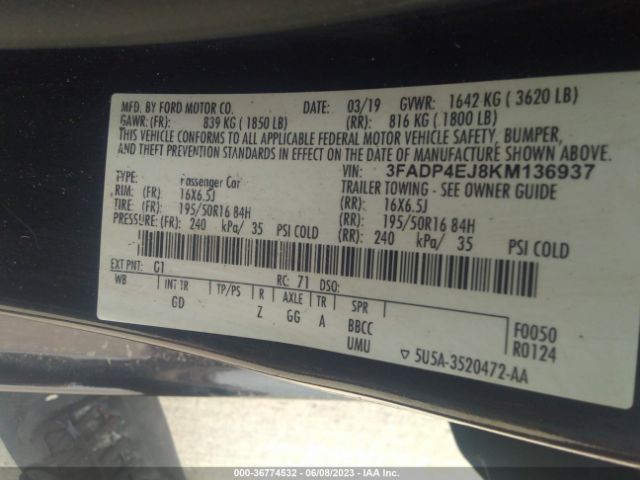 MFD. BY FORD MOTOR CO. DATE: 03/19 GVWR: 1642 KG ( 3620 LB)
GAWR: (FR): 839 KG ( 1850 LB) (RR): 816 KG ( 1800 LB)
THIS VEHICLE CONFORMS TO ALL APPLICABLE FEDERAL MOTOR VEHICLE SAFETY, BUMPER,
AND THEFT PREVENTION STANDARDS IN EFFECT ON THE DATE OF MANUFACTURE SHOWN ABOVE.
VIN: 3FADP4EJ8KM136937
TYPE: Passenger Car TRAILER TOWING - SEE OWNER GUIDE
RIM: (FR) 16X6.5J (RR) 16X6.5J
TIRE: (FR) 195/50R16 84H (RR) 195/50R16 84H
PRESSURE: (FR) 240 kPa/ 35 PSI COLD (RR) 240 kPa/ 35 PSI COLD
EXT PNT: G1 RC: 71 DSO:
WB INT TR TP/PS R AXLE TR SPR
GD Z GG A BBCC
UMU
F0050
R0124
▽ 5U5A-3520472-AA
000-36774532 - 06/08/2023 - IAA Inc.